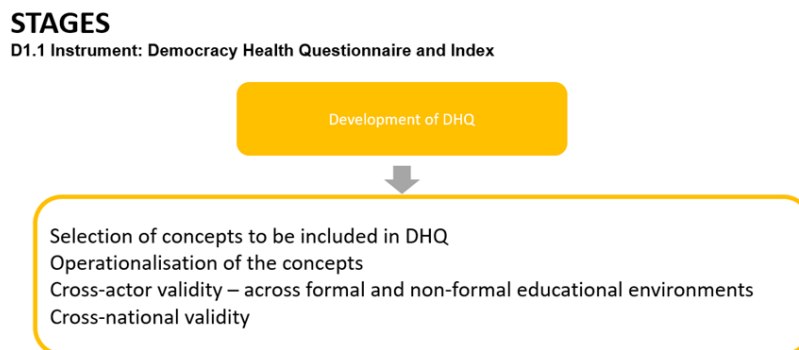 STAGES
D1.1 Instrument: Democracy Health Questionnaire and Index
Development of DHQ
Selection of concepts to be included in DHQ
Operationalisation of the concepts
Cross-actor validity – across formal and non-formal educational environments
Cross-national validity